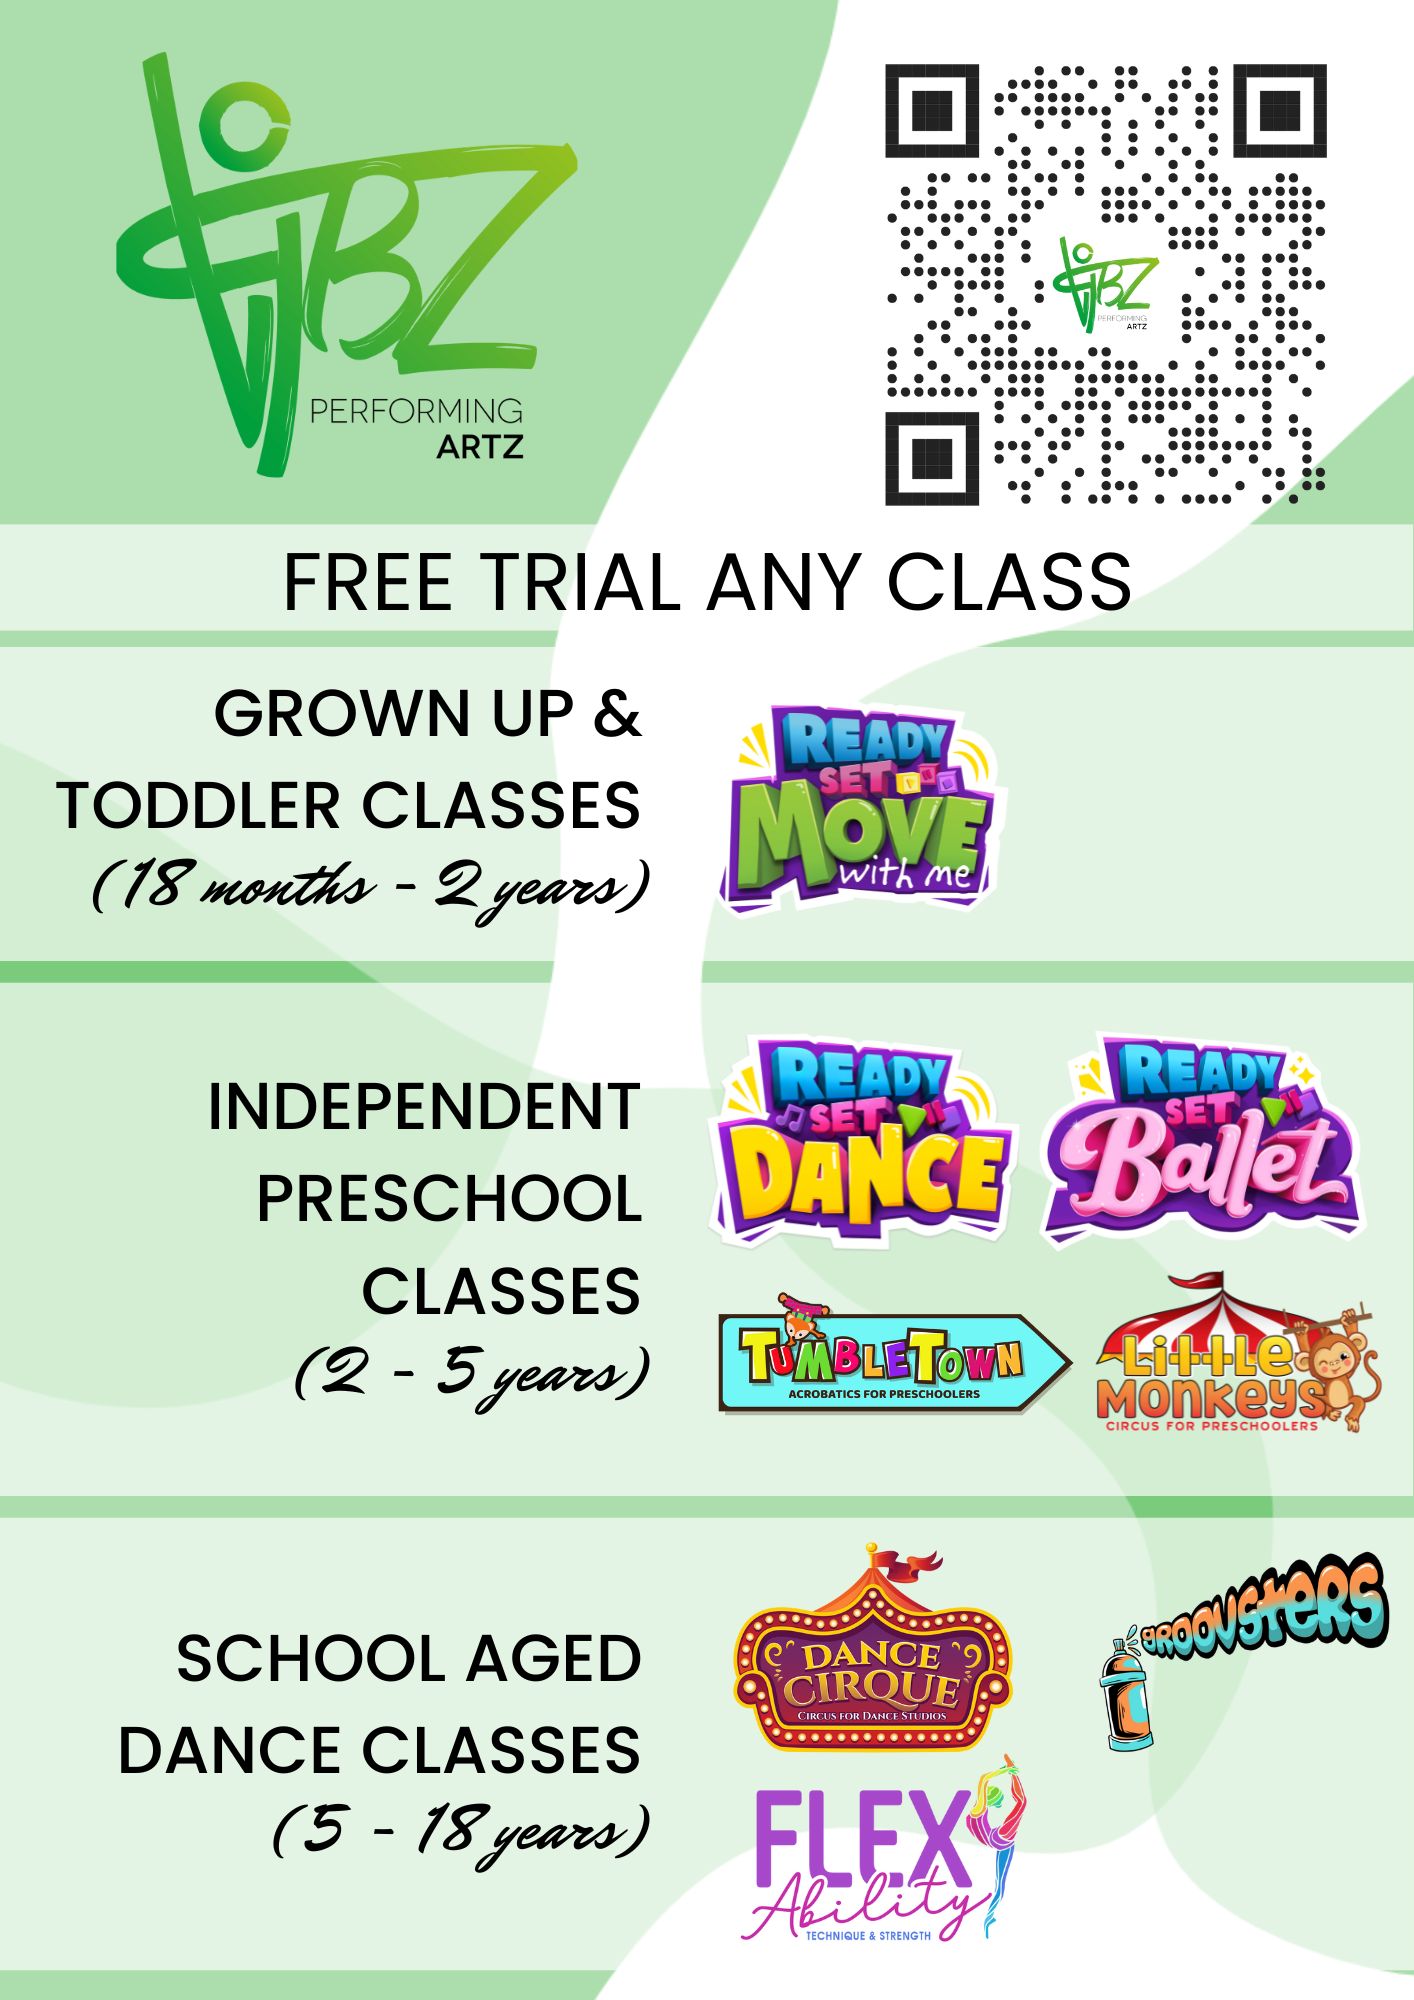 GBZ
PERFORMING
ARTZ
GBZ
PERFORMING
ARTZ
FREE TRIAL ANY CLASS
GROWN UP &
TODDLER CLASSES
(18 months - 2 years)
READY
SET
MOVE
with me
INDEPENDENT
PRESCHOOL
CLASSES
(2 - 5 years)
READY
SET
DANCE
READY
SET
Ballet
TUMBLETOWN
ACROBATICS FOR PRESCHOOLERS
LiTTLe
MONKeYS
CIRCUS FOR PRESCHOOLERS
SCHOOL AGED
DANCE CLASSES
(5 - 18 years)
DANCE
CIRQUE
CIRCUS FOR DANCE STUDIOS
gROOVSteRS
FLEX
Ability
TECHNIQUE & STRENGTH